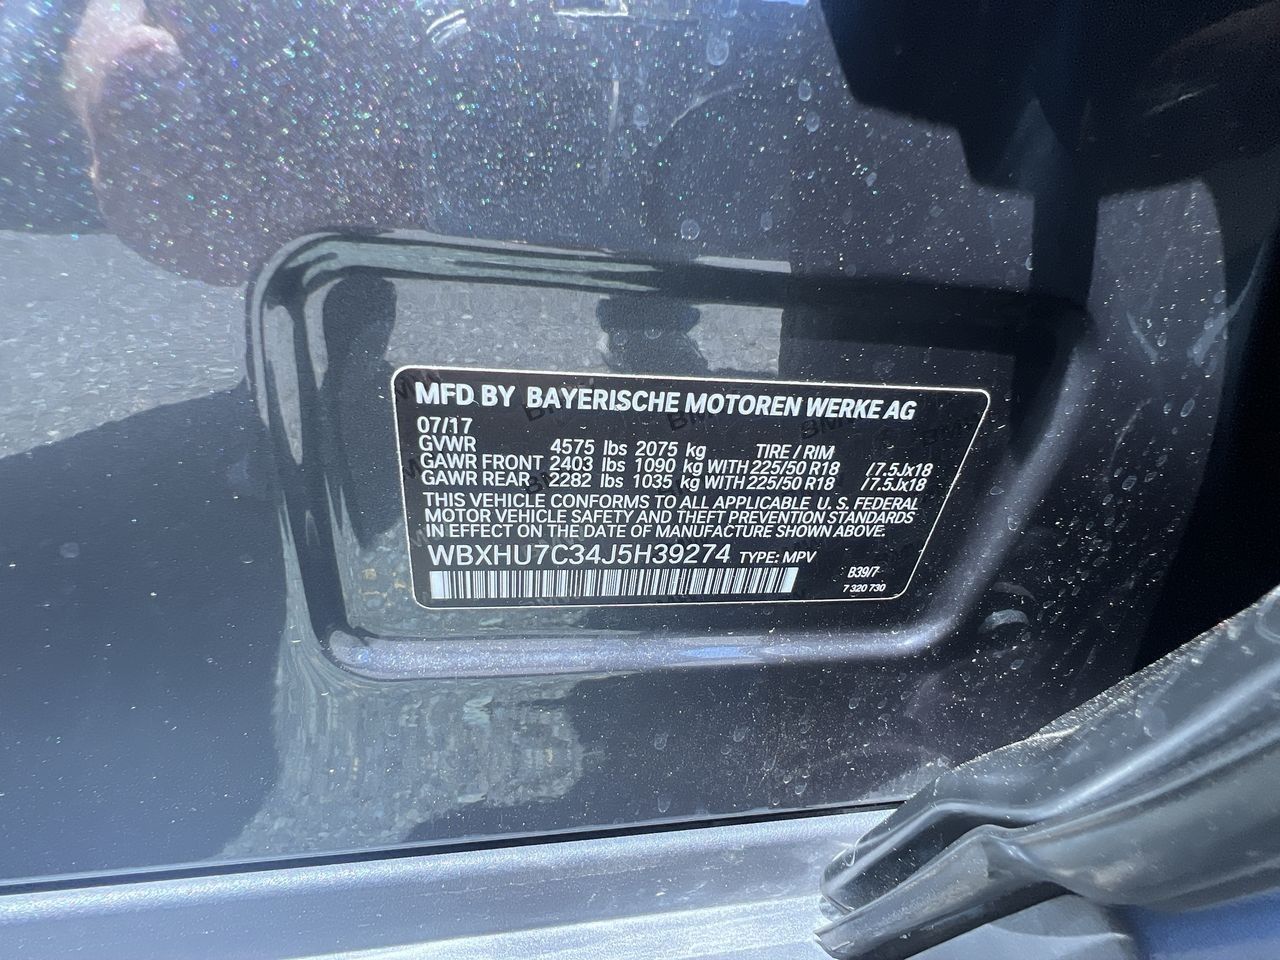 MFD BY BAYERISCHE MOTOREN WERKE AG
07/17
GVWR 4575 lbs 2075 kg TIRE / RIM
GAWR FRONT 2403 lbs 1090 kg WITH 225/50 R18 /7.5Jx18
GAWR REAR 2282 lbs 1035 kg WITH 225/50 R18 /7.5Jx18
THIS VEHICLE CONFORMS TO ALL APPLICABLE U.S. FEDERAL
MOTOR VEHICLE SAFETY AND THEFT PREVENTION STANDARDS
IN EFFECT ON THE DATE OF MANUFACTURE SHOWN ABOVE.
WBXHU7C34J5H39274 TYPE: MPV
B39/7
7 320 730